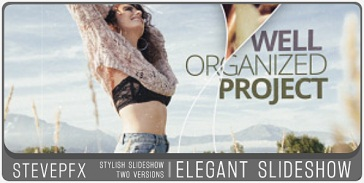 WELL
ORGANIZED
PROJECT
STEVEPFX
STYLISH SLIDESHOW
TWO VERSIONS
ELEGANT SLIDESHOW